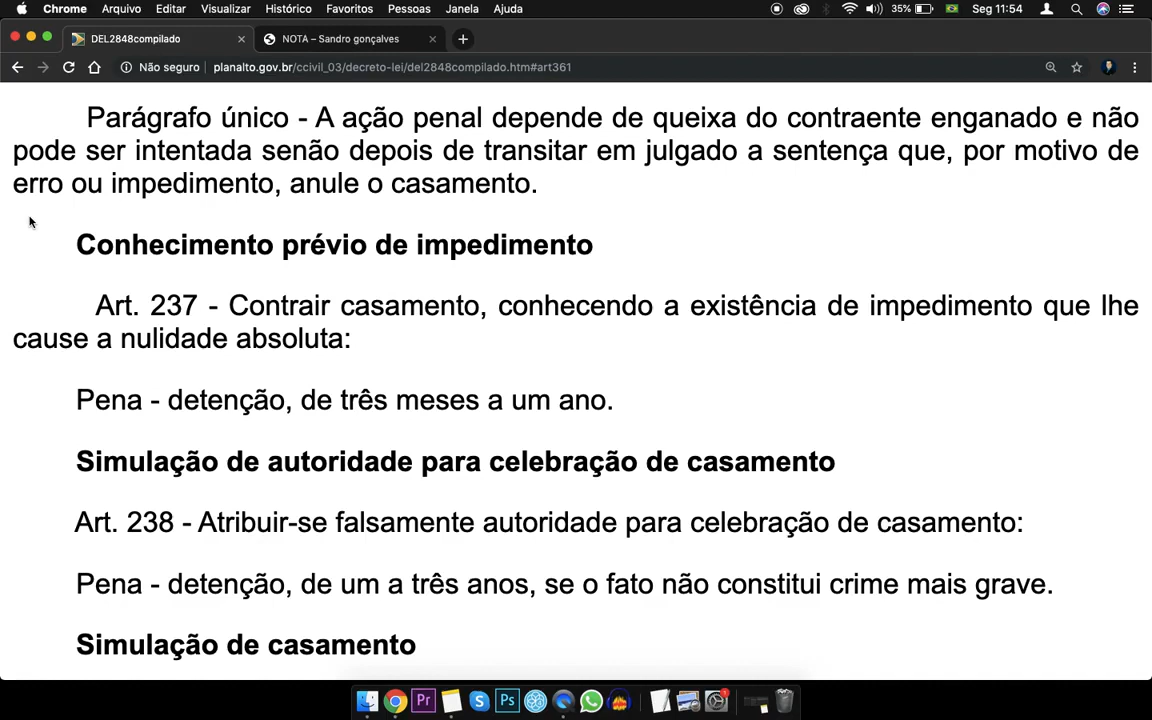 Chrome Arquivo Editar Visualizar Histórico Favoritos Pessoas Janela Ajuda 35% Seg 11:54
DEL2848compilado NOTA – Sandro gonçalves
Não seguro planalto.gov.br/ccivil_03/decreto-lei/del2848compilado.htm#art361
Parágrafo único - A ação penal depende de queixa do contraente enganado e não
pode ser intentada senão depois de transitar em julgado a sentença que, por motivo de
erro ou impedimento, anule o casamento.
Conhecimento prévio de impedimento
Art. 237 - Contrair casamento, conhecendo a existência de impedimento que lhe
cause a nulidade absoluta:
Pena - detenção, de três meses a um ano.
Simulação de autoridade para celebração de casamento
Art. 238 - Atribuir-se falsamente autoridade para celebração de casamento:
Pena - detenção, de um a três anos, se o fato não constitui crime mais grave.
Simulação de casamento
Pr S Ps